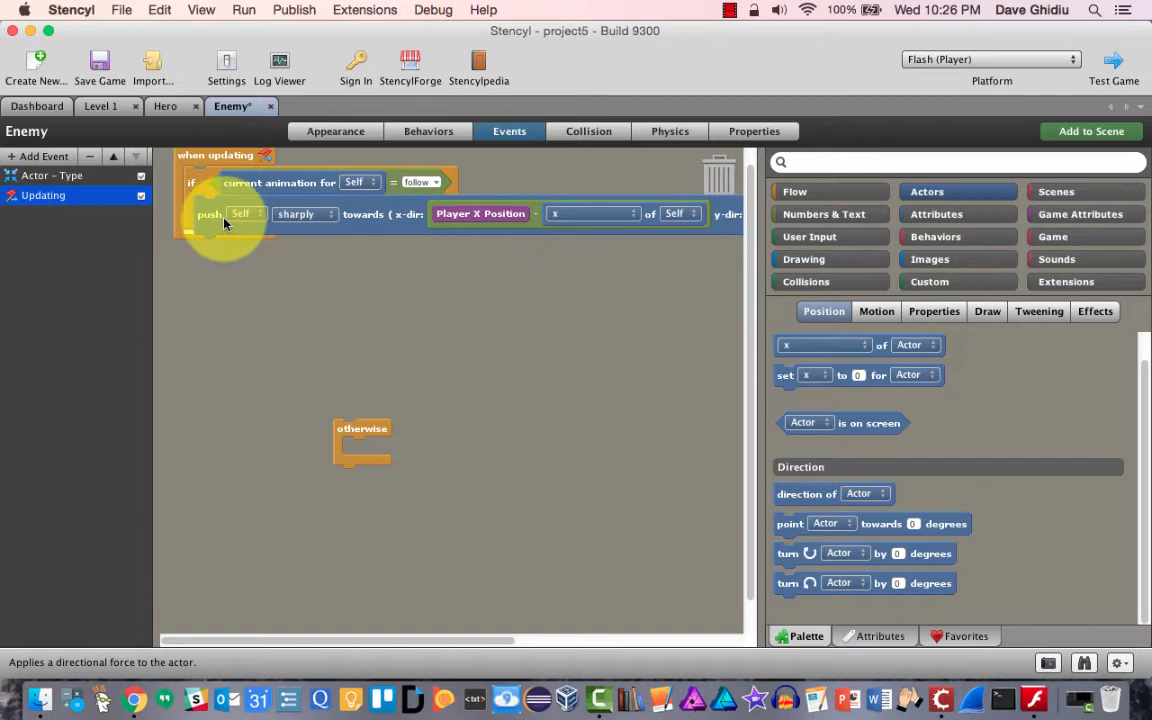 Stencyl File Edit View Run Publish Extensions Debug Help 100% Wed 10:26 PM Dave Ghidiu
Stencyl - project5 - Build 9300
Create New... Save Game Import... Settings Log Viewer Sign In StencylForge Stencylpedia Flash (Player) Platform Test Game
Dashboard Level 1 × Hero × Enemy* ×
Enemy Appearance Behaviors Events Collision Physics Properties Add to Scene
+ Add Event
Actor - Type
Updating
when updating
if current animation for Self = follow
push Self sharply towards ( x-dir: Player X Position - x of Self y-dir:
otherwise
Flow Actors Scenes
Numbers & Text Attributes Game Attributes
User Input Behaviors Game
Drawing Images Sounds
Collisions Custom Extensions
Position Motion Properties Draw Tweening Effects
x of Actor
set x to 0 for Actor
Actor is on screen
Direction
direction of Actor
point Actor towards 0 degrees
turn Actor by 0 degrees
turn Actor by 0 degrees
Palette Attributes Favorites
Applies a directional force to the actor.
31
<txt>